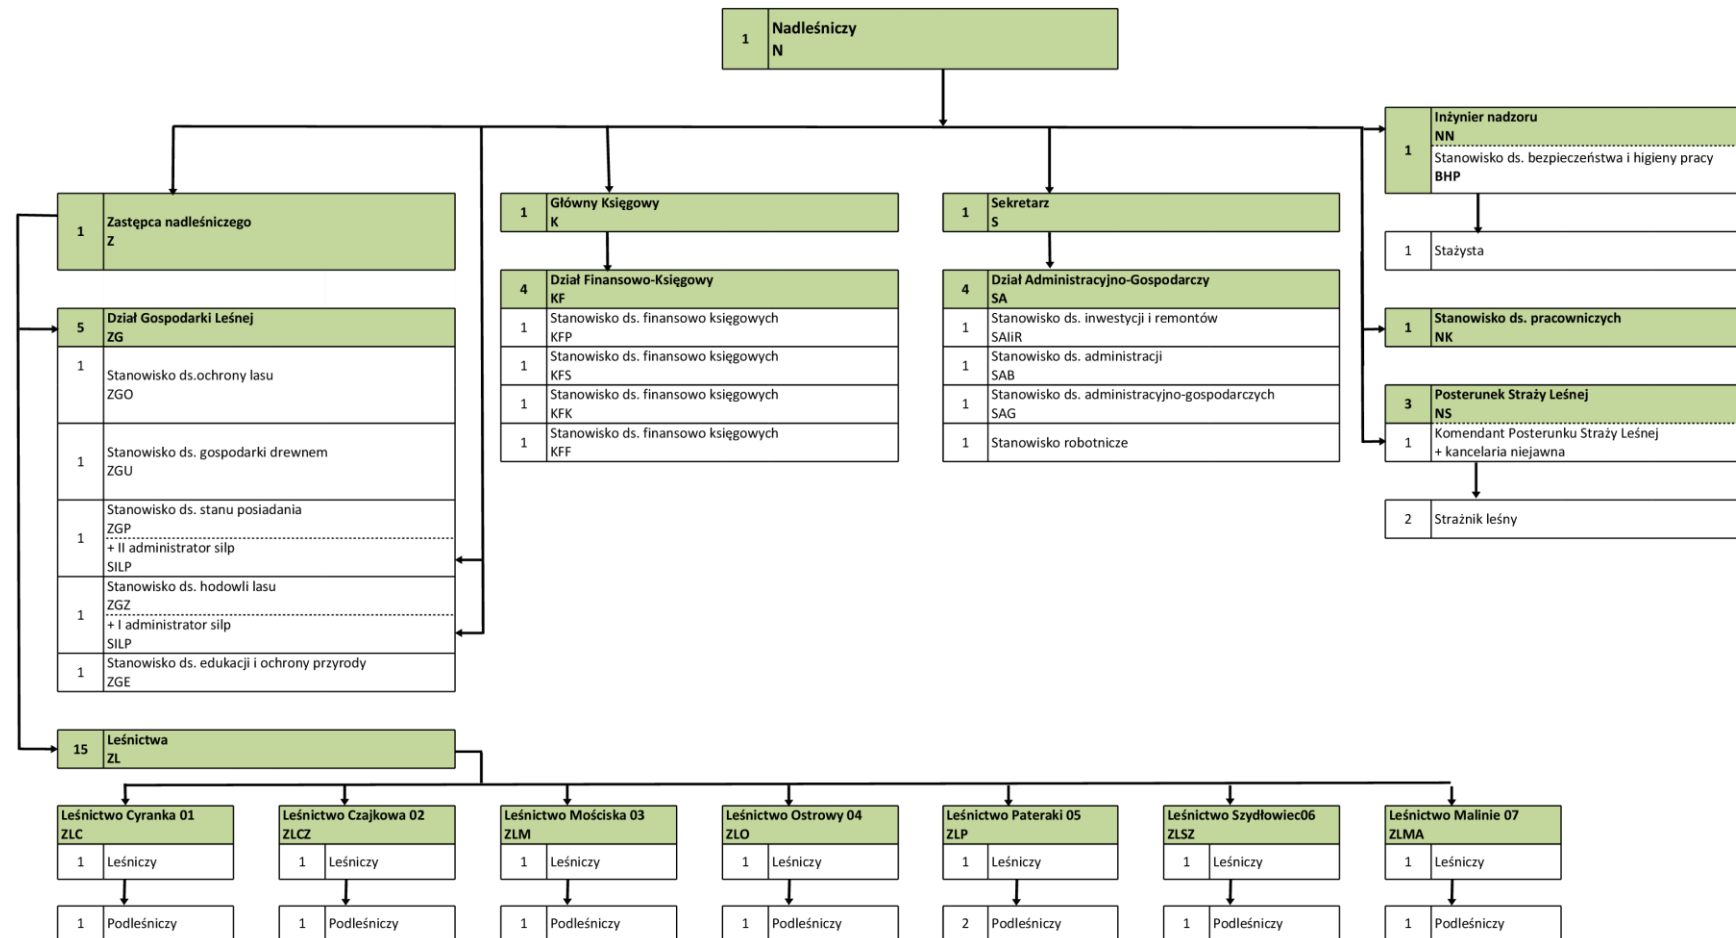 1
Nadleśniczy
N
1
Inżynier nadzoru
NN
Stanowisko ds. bezpieczeństwa i higieny pracy
BHP
1
Stażysta
1
Stanowisko ds. pracowniczych
NK
3
Posterunek Straży Leśnej
NS
1
Komendant Posterunku Straży Leśnej
+ kancelaria niejawna
2
Strażnik leśny
1
Zastępca nadleśniczego
Z
5
Dział Gospodarki Leśnej
ZG
1
Stanowisko ds.ochrony lasu
ZGO
1
Stanowisko ds. gospodarki drewnem
ZGU
1
Stanowisko ds. stanu posiadania
ZGP
+ II administrator silp
SILP
1
Stanowisko ds. hodowli lasu
ZGZ
+ I administrator silp
SILP
1
Stanowisko ds. edukacji i ochrony przyrody
ZGE
1
Główny Księgowy
K
4
Dział Finansowo-Księgowy
KF
1
Stanowisko ds. finansowo księgowych
KFP
1
Stanowisko ds. finansowo księgowych
KFS
1
Stanowisko ds. finansowo księgowych
KFK
1
Stanowisko ds. finansowo księgowych
KFF
1
Sekretarz
S
4
Dział Administracyjno-Gospodarczy
SA
1
Stanowisko ds. inwestycji i remontów
SAIiR
1
Stanowisko ds. administracji
SAB
1
Stanowisko ds. administracyjno-gospodarczych
SAG
1
Stanowisko robotnicze
15
Leśnictwa
ZL
Leśnictwo Cyranka 01
ZLC
1 Leśniczy
1 Podleśniczy
Leśnictwo Czajkowa 02
ZLCZ
1 Leśniczy
1 Podleśniczy
Leśnictwo Mościska 03
ZLM
1 Leśniczy
1 Podleśniczy
Leśnictwo Ostrowy 04
ZLO
1 Leśniczy
1 Podleśniczy
Leśnictwo Pateraki 05
ZLP
1 Leśniczy
2 Podleśniczy
Leśnictwo Szydłowiec06
ZLSZ
1 Leśniczy
1 Podleśniczy
Leśnictwo Malinie 07
ZLMA
1 Leśniczy
1 Podleśniczy